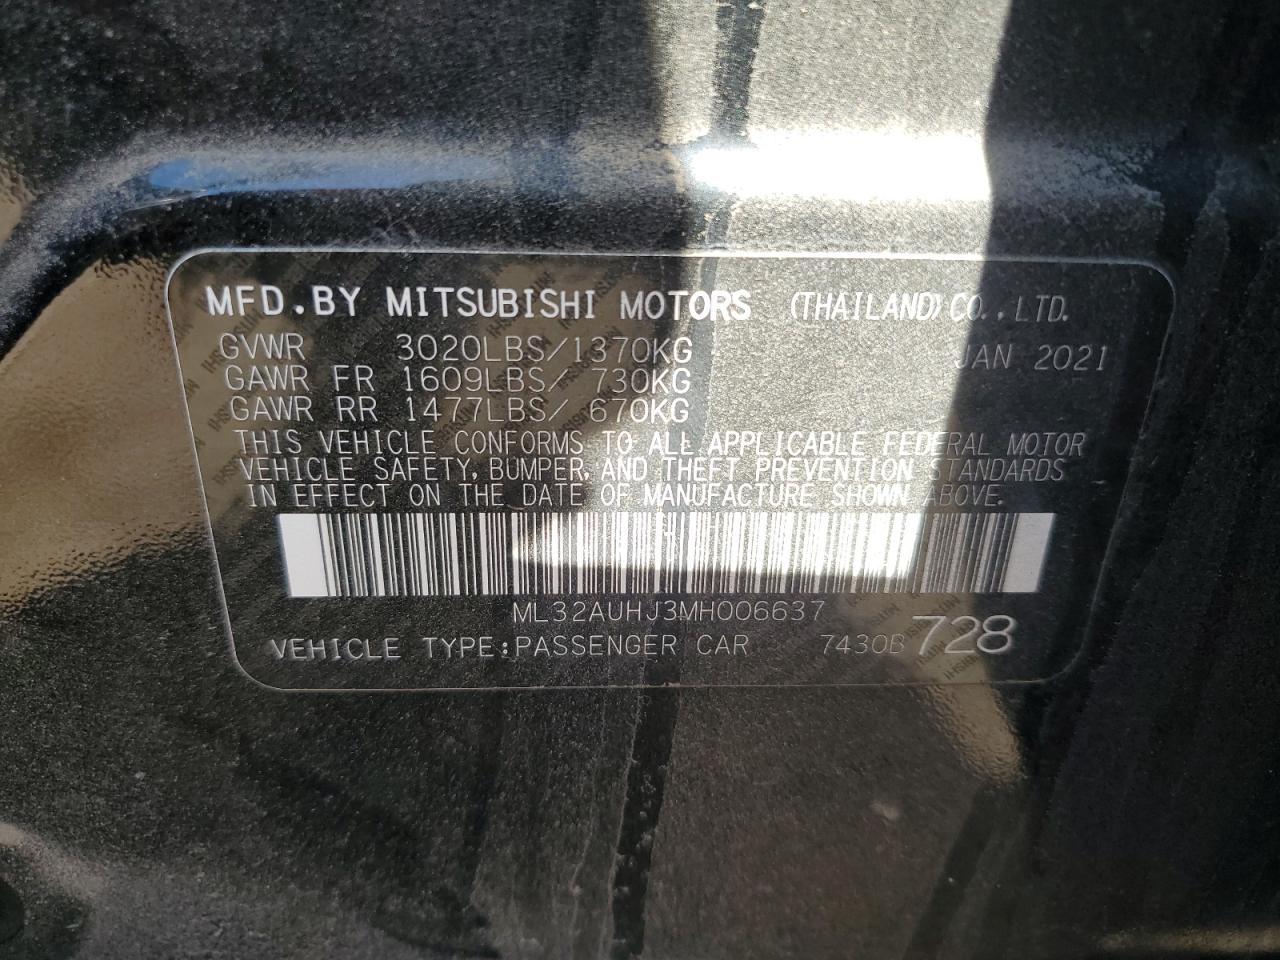 MFD.BY MITSUBISHI MOTORS (THAILAND) CO.,LTD.
GVWR 3020LBS/1370KG JAN 2021
GAWR FR 1609LBS/ 730KG
GAWR RR 1477LBS/ 670KG
THIS VEHICLE CONFORMS TO ALL APPLICABLE FEDERAL MOTOR
VEHICLE SAFETY, BUMPER, AND THEFT PREVENTION STANDARDS
IN EFFECT ON THE DATE OF MANUFACTURE SHOWN ABOVE.
ML32AUHJ3MH006637
VEHICLE TYPE:PASSENGER CAR 7430B 728